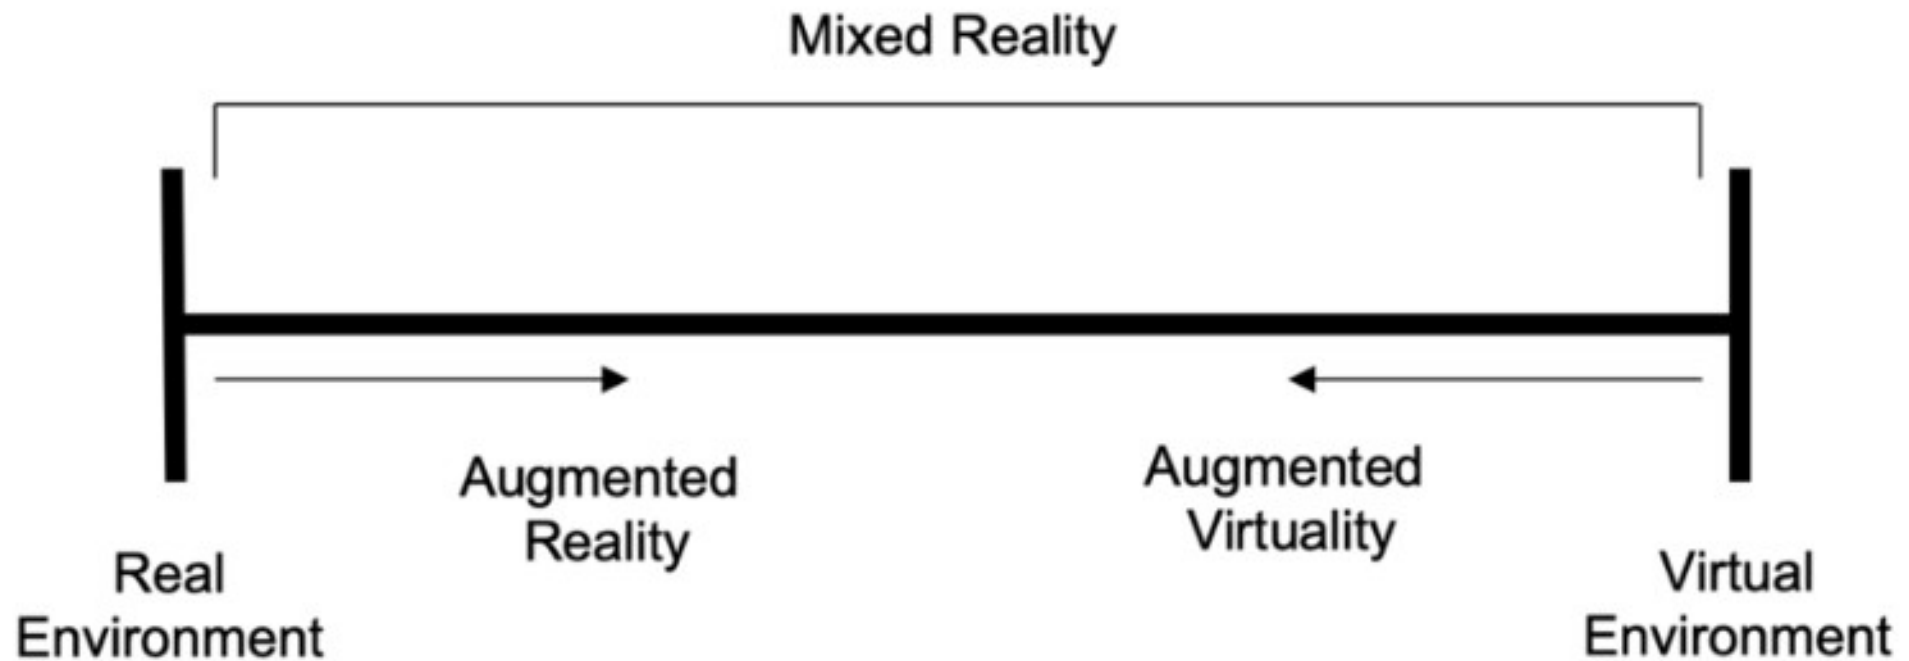 Mixed Reality
Augmented
Reality
Augmented
Virtuality
Real
Environment
Virtual
Environment